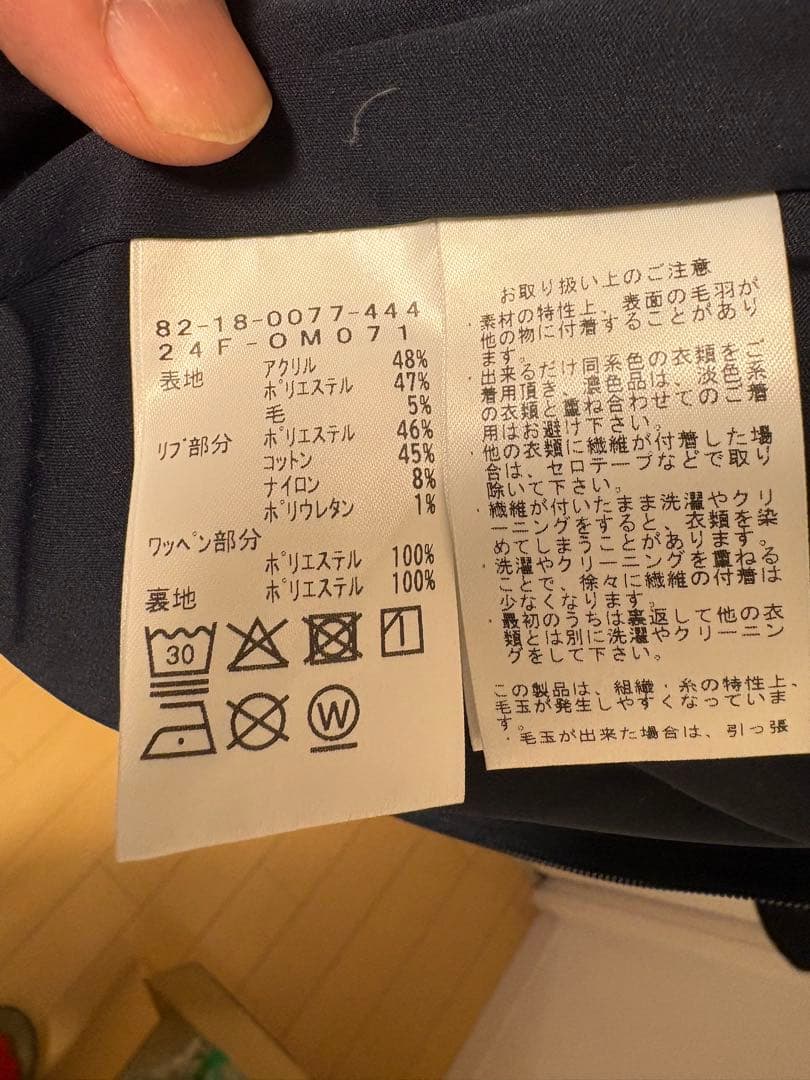 82-18-0077-444
24F-0M071
表地 アクリル 48%
ポリエステル 47%
毛 5%
リブ部分 ポリエステル 46%
コットン 45%
ナイロン 8%
ポリウレタン 1%
ワッペン部分
ポリエステル 100%
裏地 ポリエステル 100%
30
W
お取り扱い上のご注意
・素材の特性上、表面の毛羽が
他の物に付着することがあり
ます。
・出来るだけ同系色の衣類をご
着用頂き、濃色品は、淡色系
の衣類と重ね合わせてのご着
用はお避け下さい。
・他の衣類に繊維が付着した場
合は、セロテープなどで取り
除いて下さい。
・繊維が付いたまま洗濯やクリ
ーニングをすると、衣類を染
めてしまうことがあります。
・洗濯やクリーニングを重ねる
ことで、徐々に繊維の付着は
少なくなります。
・最初のうちは裏返して他の衣
類とは別に洗濯やクリーニン
グをして下さい。
この製品は、組織・糸の特性上、
毛玉が発生しやすくなっていま
す。
・毛玉が出来た場合は、引っ張